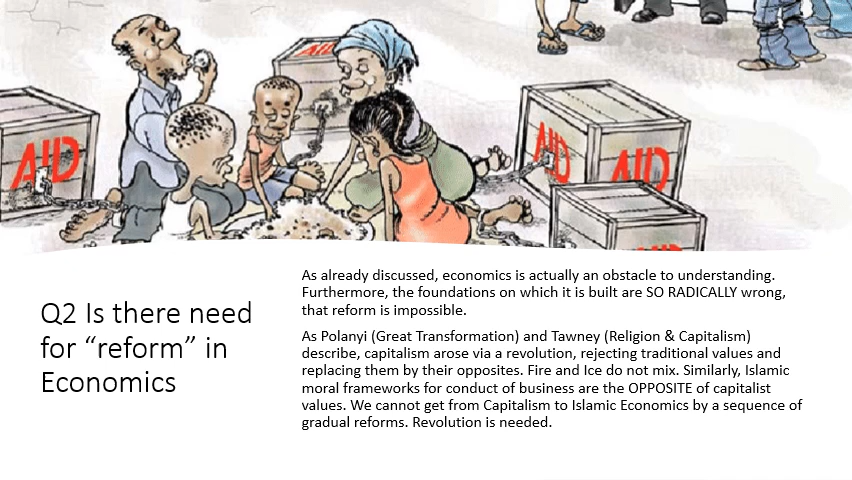 AID
AID
AID
AID
AID
Q2 Is there need
for “reform” in
Economics
As already discussed, economics is actually an obstacle to understanding.
Furthermore, the foundations on which it is built are SO RADICALLY wrong,
that reform is impossible.
As Polanyi (Great Transformation) and Tawney (Religion & Capitalism)
describe, capitalism arose via a revolution, rejecting traditional values and
replacing them by their opposites. Fire and Ice do not mix. Similarly, Islamic
moral frameworks for conduct of business are the OPPOSITE of capitalist
values. We cannot get from Capitalism to Islamic Economics by a sequence of
gradual reforms. Revolution is needed.